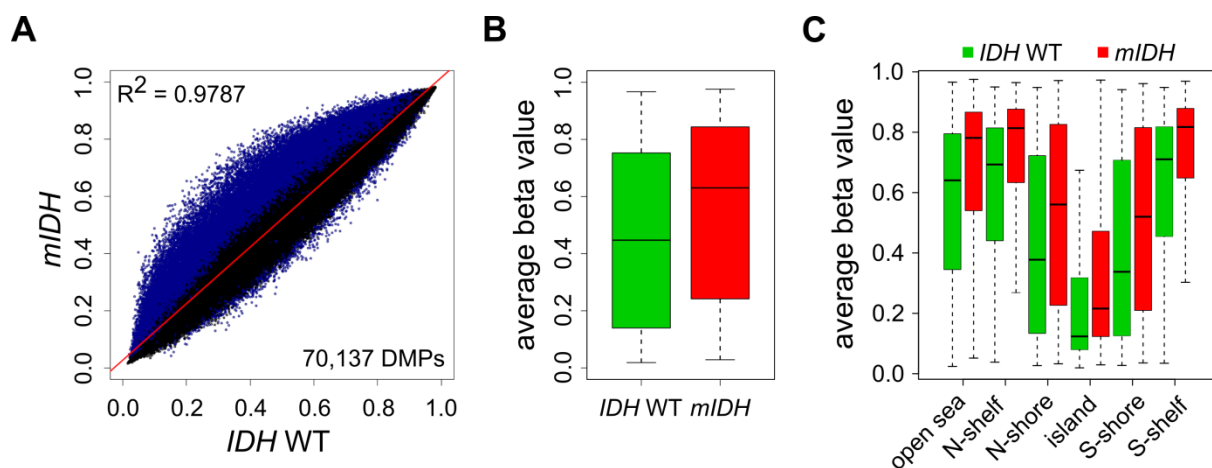 A
R2 = 0.9787
mIDH
1.0
0.8
0.6
0.4
0.2
0.0
70,137 DMPs
0.0 0.2 0.4 0.6 0.8 1.0
IDH WT
B
average beta value
1.0
0.8
0.6
0.4
0.2
0.0
IDH WT mIDH
C
IDH WT mIDH
average beta value
1.0
0.8
0.6
0.4
0.2
0.0
open sea
N-shelf
N-shore
island
S-shore
S-shelf